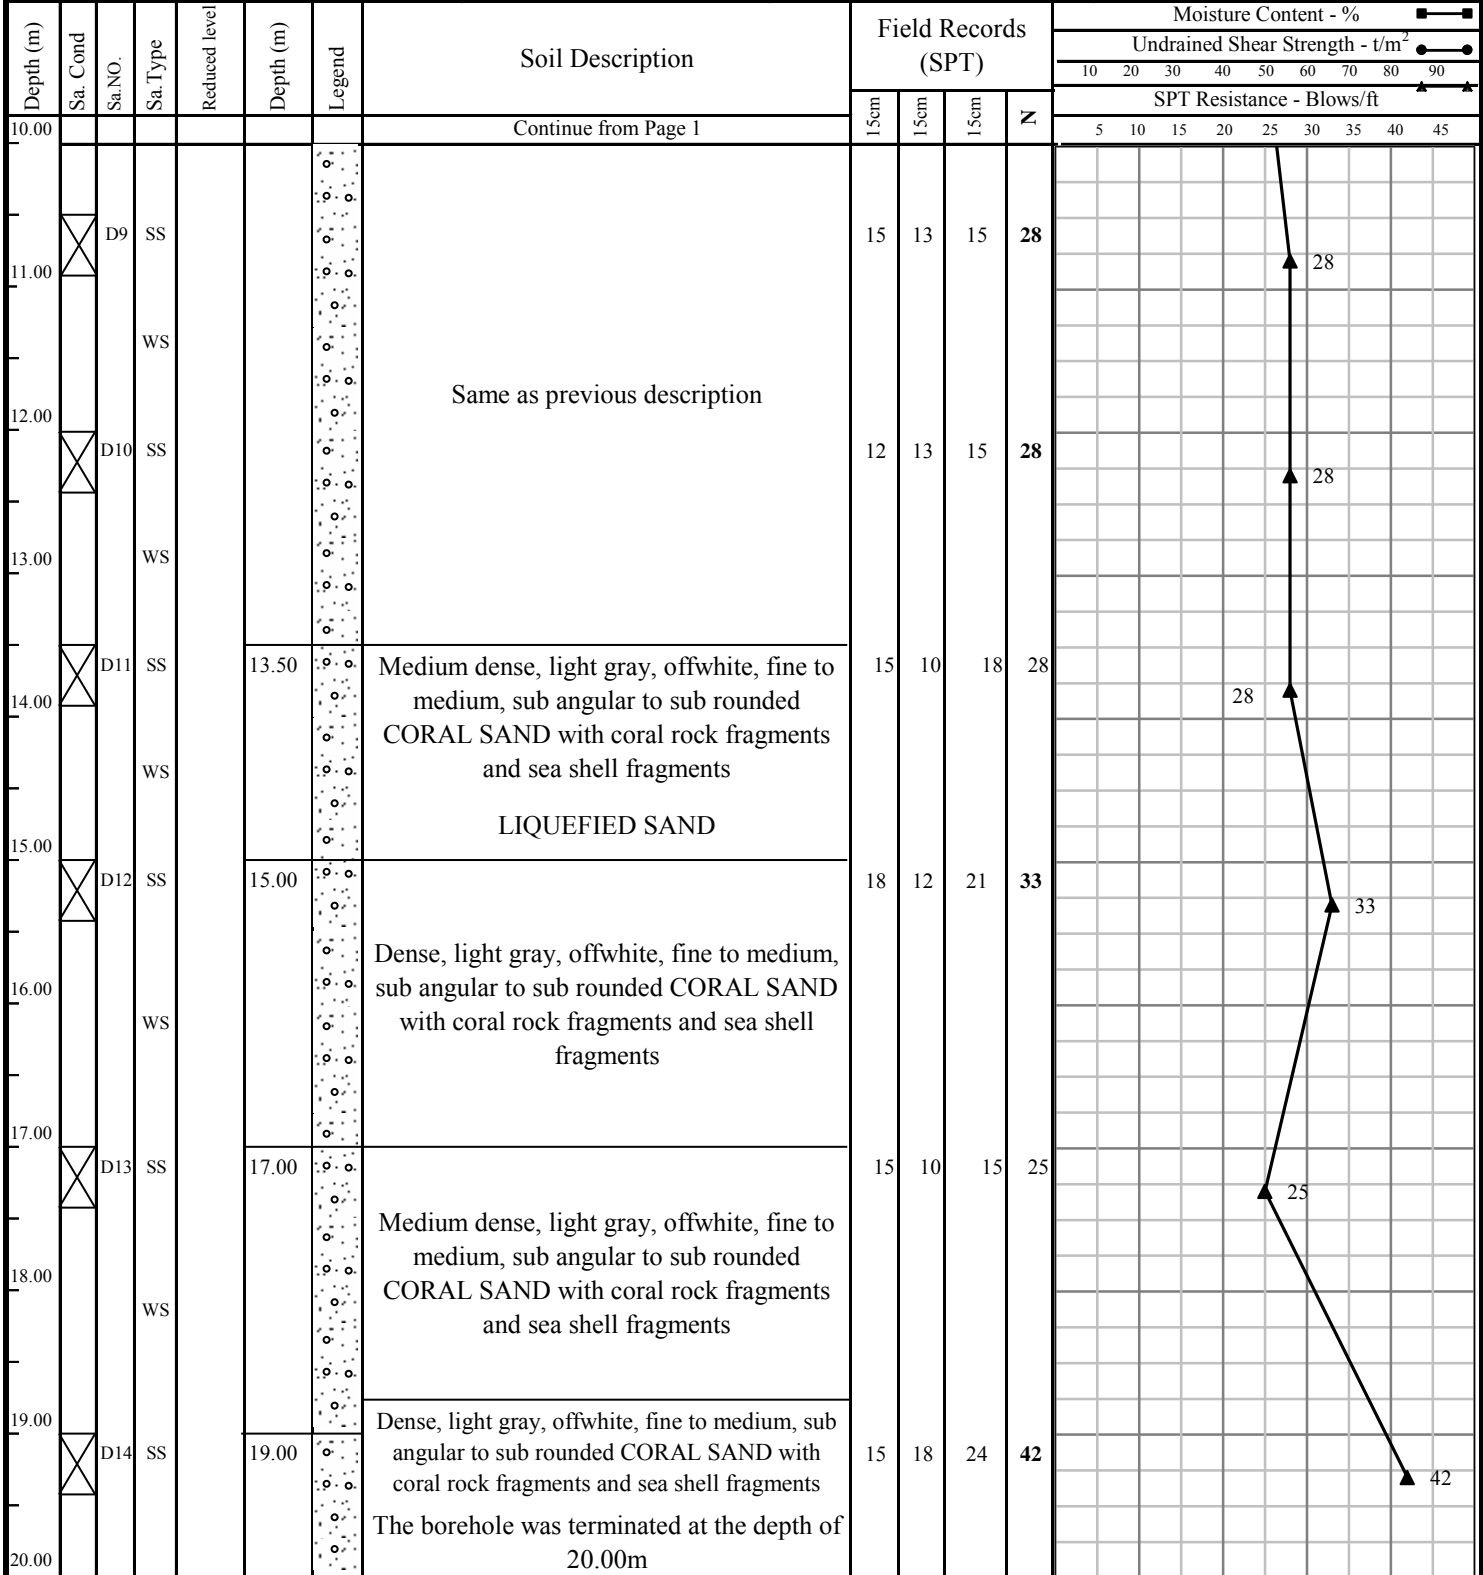 Depth (m)
Sa. Cond
Sa.NO.
Sa.Type
Reduced level
Depth (m)
Legend
Soil Description
Field Records
(SPT)
15cm
15cm
15cm
N
Moisture Content - %
Undrained Shear Strength - t/m²
10 20 30 40 50 60 70 80 90
SPT Resistance - Blows/ft
5 10 15 20 25 30 35 40 45
10.00
Continue from Page 1
D9 SS 15 13 15 28
28
11.00
WS
Same as previous description
12.00
D10 SS 12 13 15 28
28
WS
13.00
D11 SS 13.50
Medium dense, light gray, offwhite, fine to
medium, sub angular to sub rounded
CORAL SAND with coral rock fragments
and sea shell fragments
LIQUEFIED SAND
15 10 18 28
28
14.00
WS
15.00
D12 SS 15.00 18 12 21 33
33
Dense, light gray, offwhite, fine to medium,
sub angular to sub rounded CORAL SAND
with coral rock fragments and sea shell
fragments
16.00
WS
17.00
D13 SS 17.00 15 10 15 25
25
Medium dense, light gray, offwhite, fine to
medium, sub angular to sub rounded
CORAL SAND with coral rock fragments
and sea shell fragments
18.00
WS
19.00
Dense, light gray, offwhite, fine to medium, sub
angular to sub rounded CORAL SAND with
coral rock fragments and sea shell fragments
D14 SS 19.00 15 18 24 42
42
The borehole was terminated at the depth of
20.00m
20.00